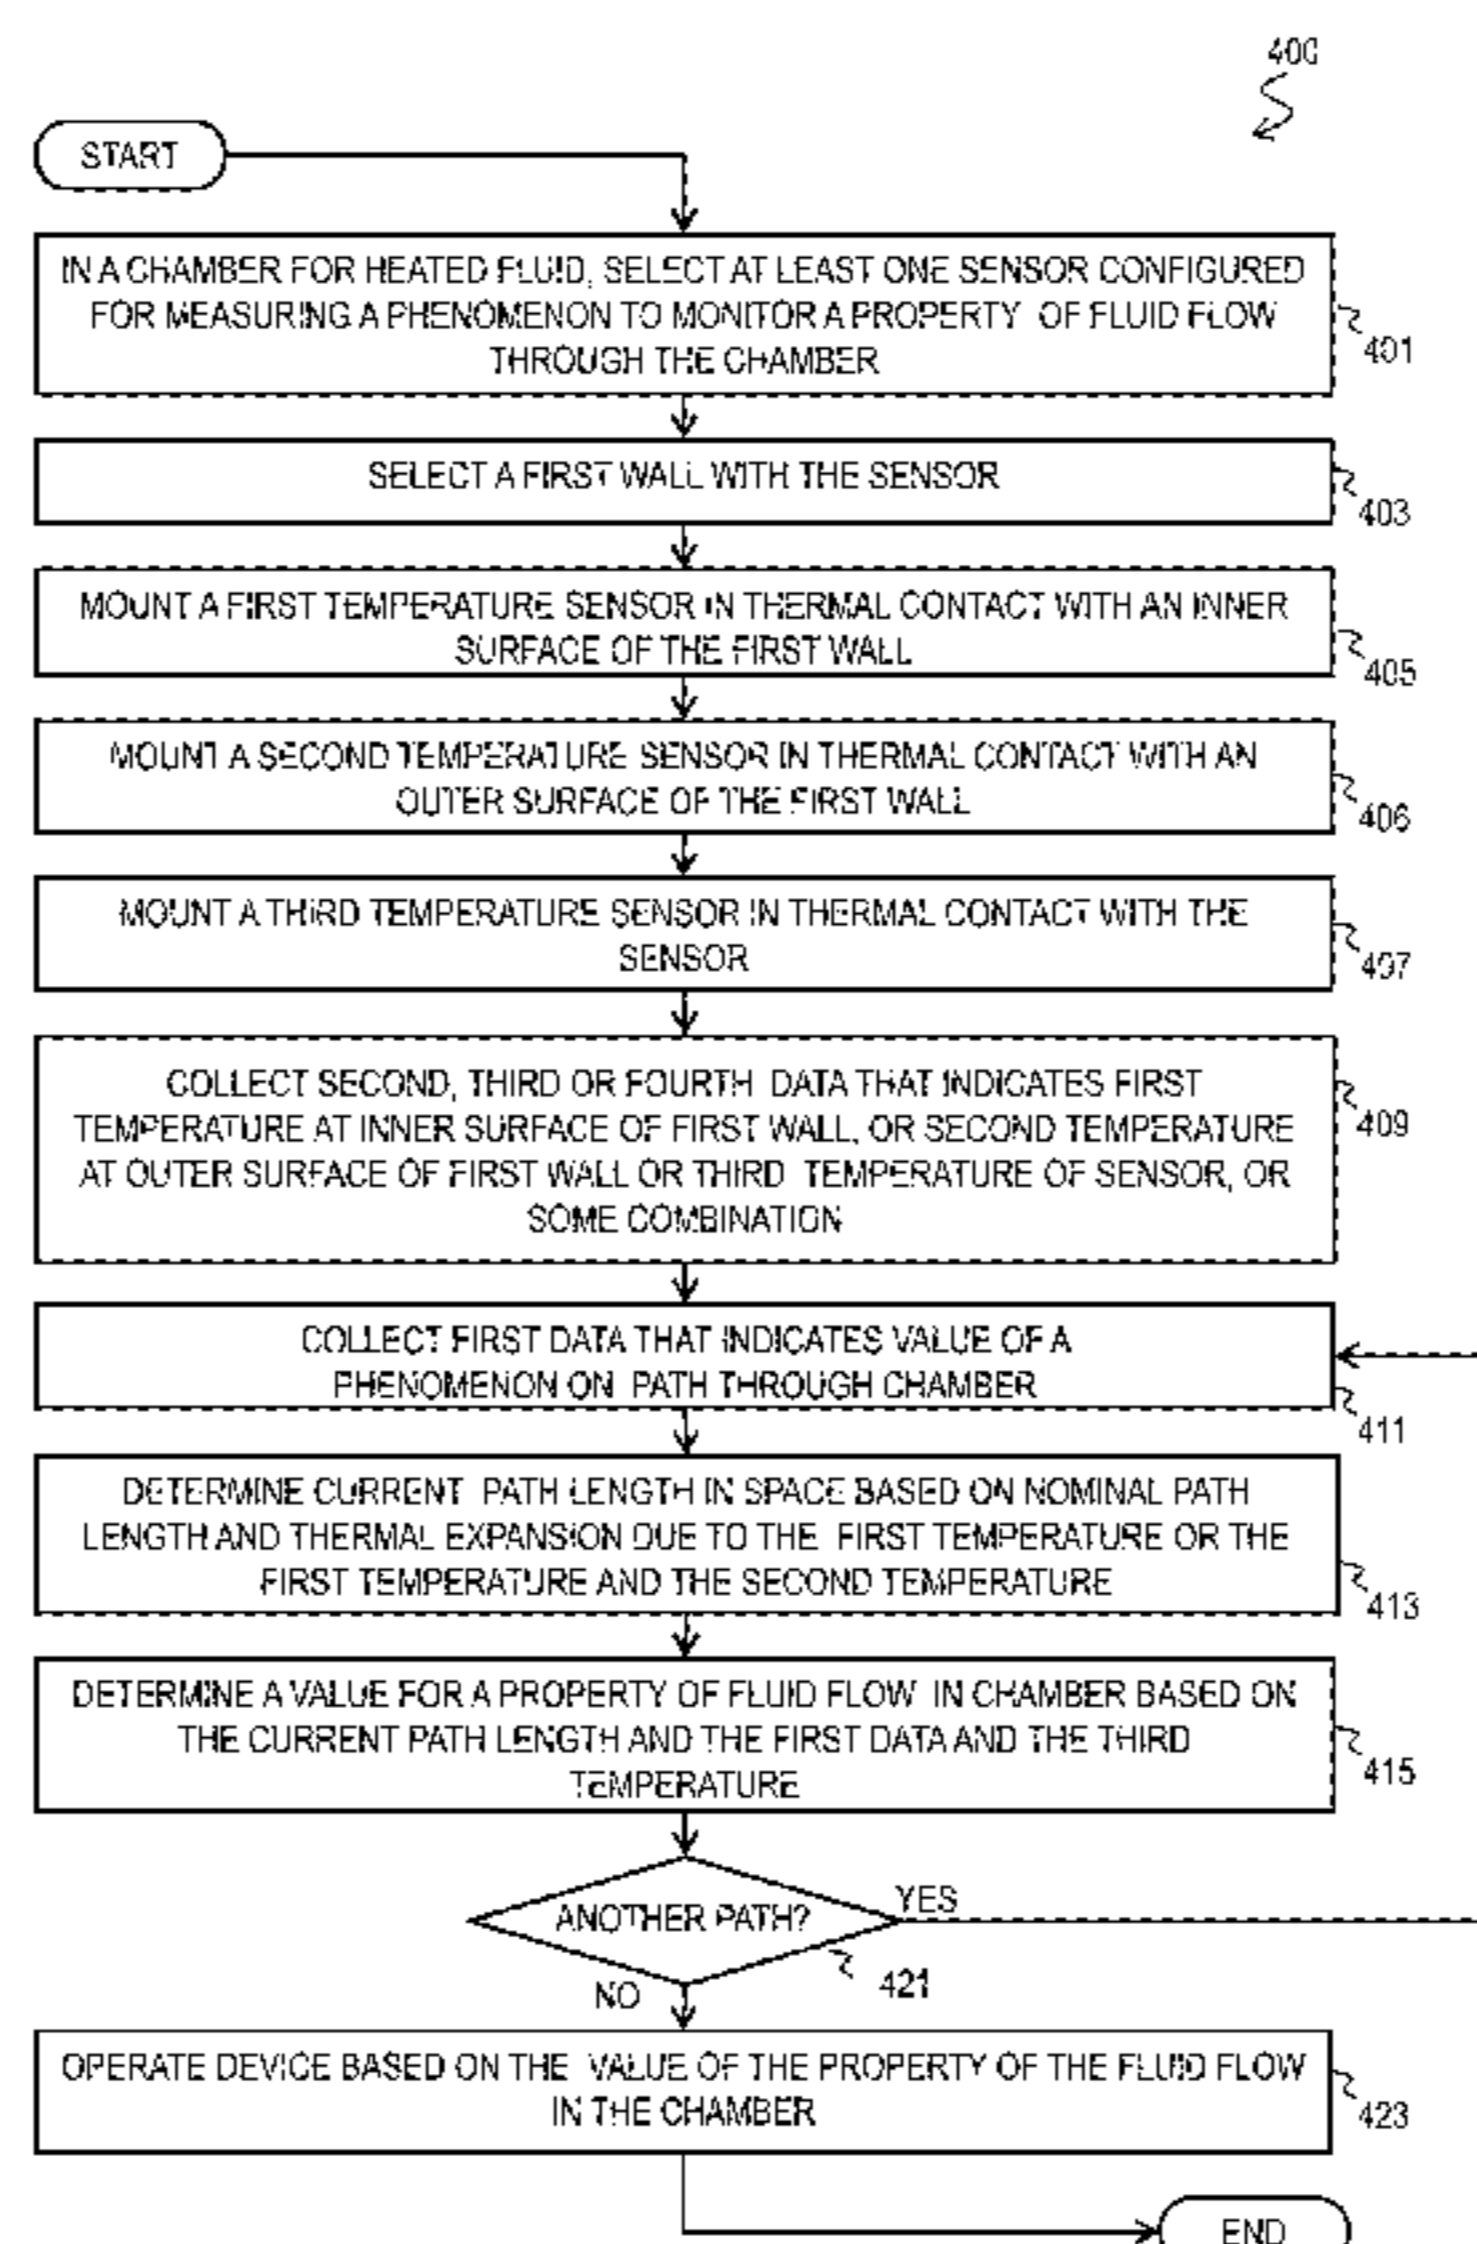 400
START
IN A CHAMBER FOR HEATED FLUID, SELECT AT LEAST ONE SENSOR CONFIGURED
FOR MEASURING A PHENOMENON TO MONITOR A PROPERTY OF FLUID FLOW
THROUGH THE CHAMBER
401
SELECT A FIRST WALL WITH THE SENSOR
403
MOUNT A FIRST TEMPERATURE SENSOR IN THERMAL CONTACT WITH AN INNER
SURFACE OF THE FIRST WALL
405
MOUNT A SECOND TEMPERATURE SENSOR IN THERMAL CONTACT WITH AN
OUTER SURFACE OF THE FIRST WALL
406
MOUNT A THIRD TEMPERATURE SENSOR IN THERMAL CONTACT WITH THE
SENSOR
407
COLLECT SECOND, THIRD OR FOURTH DATA THAT INDICATES FIRST
TEMPERATURE AT INNER SURFACE OF FIRST WALL, OR SECOND TEMPERATURE
AT OUTER SURFACE OF FIRST WALL OR THIRD TEMPERATURE OF SENSOR, OR
SOME COMBINATION
409
COLLECT FIRST DATA THAT INDICATES VALUE OF A
PHENOMENON ON PATH THROUGH CHAMBER
411
DETERMINE CURRENT PATH LENGTH IN SPACE BASED ON NOMINAL PATH
LENGTH AND THERMAL EXPANSION DUE TO THE FIRST TEMPERATURE OR THE
FIRST TEMPERATURE AND THE SECOND TEMPERATURE
413
DETERMINE A VALUE FOR A PROPERTY OF FLUID FLOW IN CHAMBER BASED ON
THE CURRENT PATH LENGTH AND THE FIRST DATA AND THE THIRD
TEMPERATURE
415
ANOTHER PATH?
YES
421
NO
OPERATE DEVICE BASED ON THE VALUE OF THE PROPERTY OF THE FLUID FLOW
IN THE CHAMBER
423
END